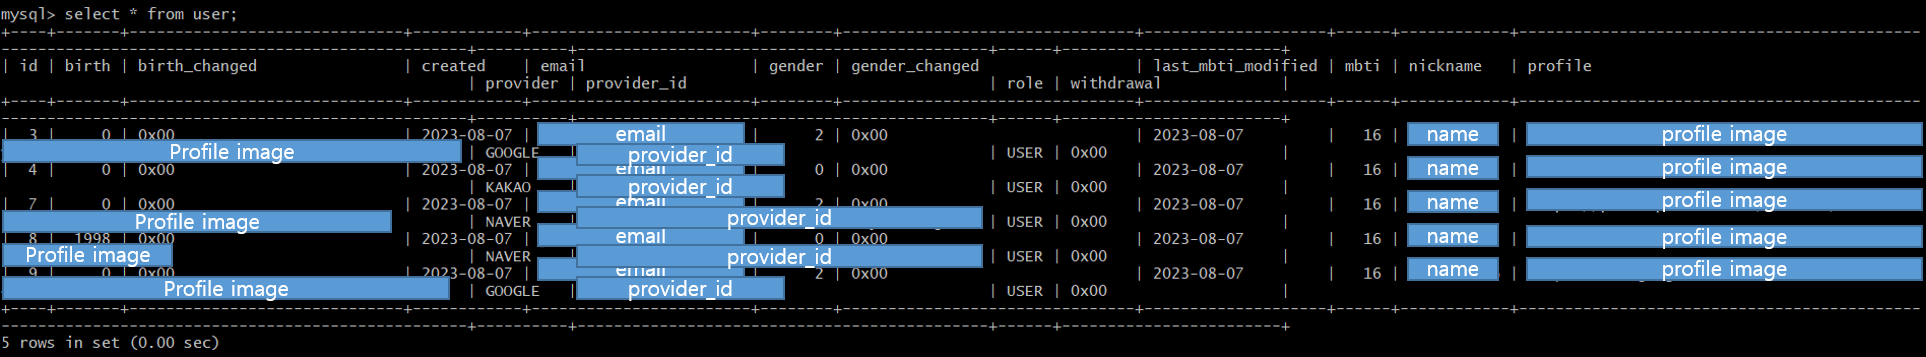 mysql> select * from user;
+----+-------+----------------------------------+------------+---------------------------+--------+------------------------------------+--------------------+------+------------+--------------------------------------------
---------------------------------------------------+----------+---------------------------------------------+------+------------------------+
| id | birth | birth_changed | created | email | gender | gender_changed | last_mbti_modified | mbti | nickname | profile
| provider | provider_id | role | withdrawal |
+----+-------+----------------------------------+------------+---------------------------+--------+------------------------------------+--------------------+------+------------+--------------------------------------------
---------------------------------------------------+----------+---------------------------------------------+------+------------------------+
| 3 | 0 | 0x00 | 2023-08-07 | email | 2 | 0x00 | 2023-08-07 | 16 | name | profile image
Profile image | GOOGLE | provider_id | USER | 0x00 |
| 4 | 0 | 0x00 | 2023-08-07 | email | 0 | 0x00 | 2023-08-07 | 16 | name | profile image
| KAKAO | provider_id | USER | 0x00 |
| 7 | 0 | 0x00 | 2023-08-07 | email | 2 | 0x00 | 2023-08-07 | 16 | name | profile image
Profile image | NAVER | provider_id | USER | 0x00 |
| 8 | 1998 | 0x00 | 2023-08-07 | email | 0 | 0x00 | 2023-08-07 | 16 | name | profile image
Profile image | NAVER | provider_id | USER | 0x00 |
| 9 | 0 | 0x00 | 2023-08-07 | email | 2 | 0x00 | 2023-08-07 | 16 | name | profile image
Profile image | GOOGLE | provider_id | USER | 0x00 |
+----+-------+----------------------------------+------------+---------------------------+--------+------------------------------------+--------------------+------+------------+--------------------------------------------
---------------------------------------------------+----------+---------------------------------------------+------+------------------------+
5 rows in set (0.00 sec)